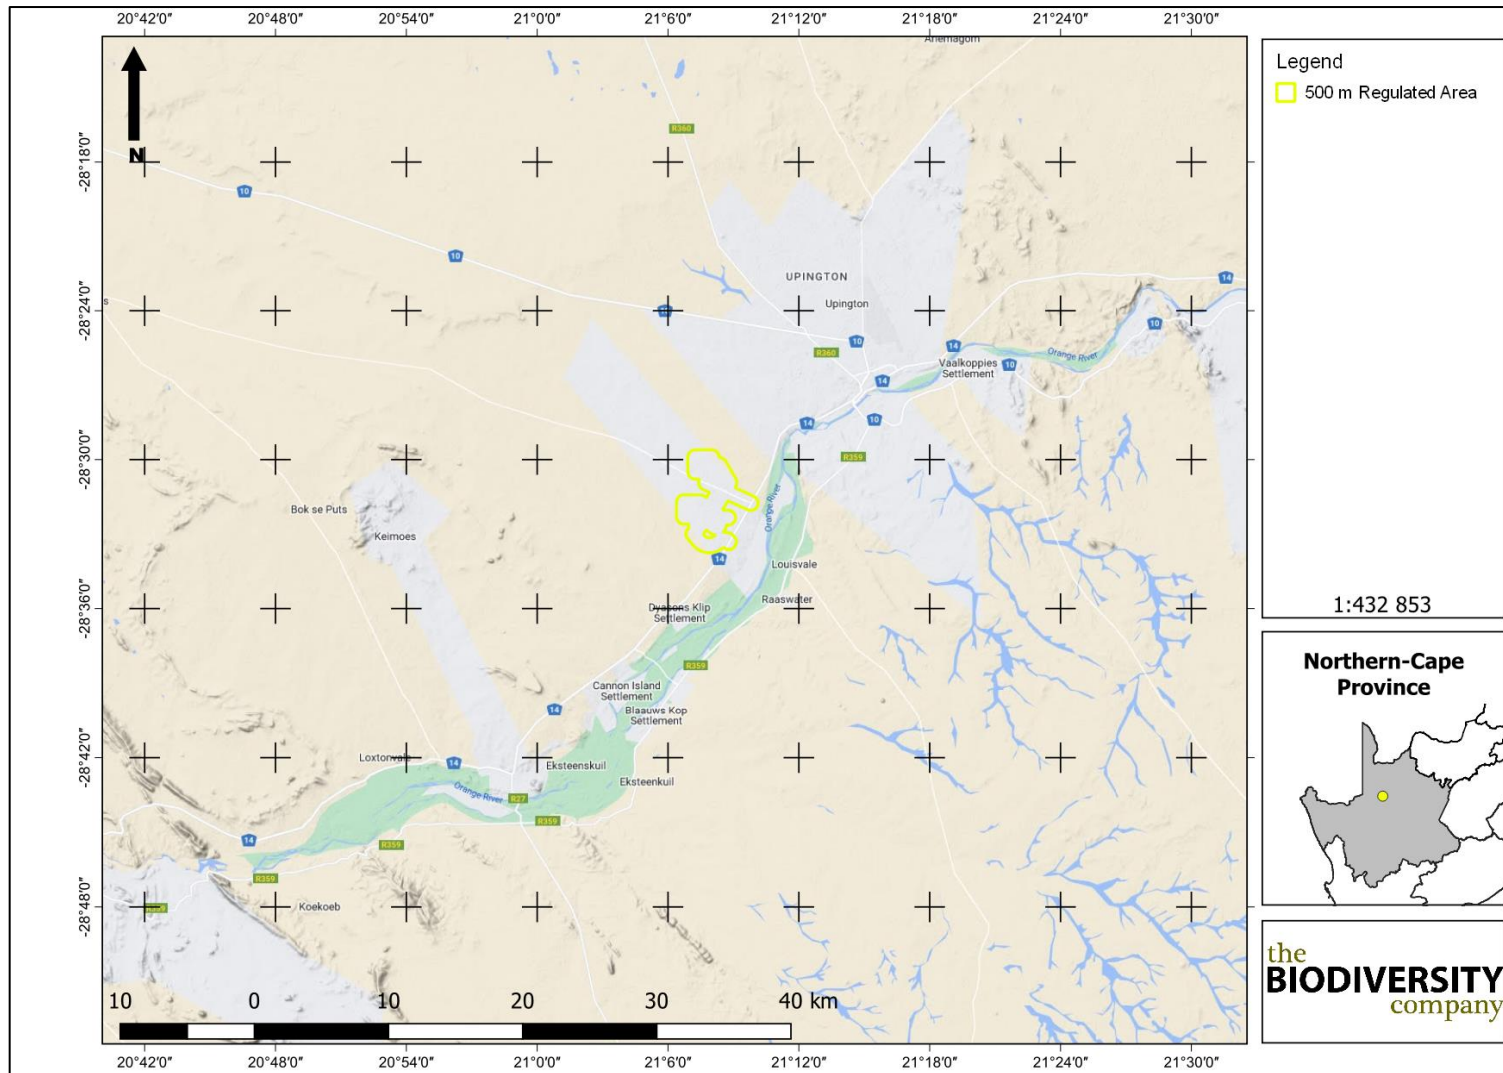 20°42′0″ 20°48′0″ 20°54′0″ 21°0′0″ 21°6′0″ 21°12′0″ 21°18′0″ 21°24′0″ 21°30′0″
N
-28°18′0″
-28°24′0″
-28°30′0″
-28°36′0″
-28°42′0″
-28°48′0″
R360
10
10
UPINGTON
Upington
14
10
10
R360
14
Orange River
10
Vaalkoppies
Settlement
14
14
10
R359
Orange River
Bok se Puts
Keimoes
14
Louisvale
Raaswater
Dyasons Klip
Settlement
R359
Cannon Island
Settlement
14
Blaauws Kop
Settlement
Loxtonvale
14
Eksteenskuil
Eksteenkuil
Orange River
R27
R359
14
R359
R359
Koekoeb
10 0 10 20 30 40 km
20°42′0″ 20°48′0″ 20°54′0″ 21°0′0″ 21°6′0″ 21°12′0″ 21°18′0″ 21°24′0″ 21°30′0″
Legend
500 m Regulated Area
1:432 853
Northern-Cape
Province
the
BIODIVERSITY
company